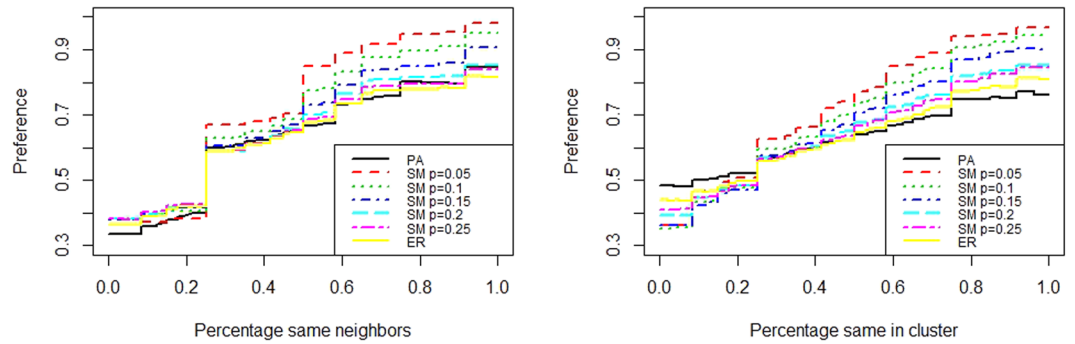 Preference
0.3 0.5 0.7 0.9
0.0 0.2 0.4 0.6 0.8 1.0
Percentage same neighbors
PA
SM p=0.05
SM p=0.1
SM p=0.15
SM p=0.2
SM p=0.25
ER
Preference
0.3 0.5 0.7 0.9
0.0 0.2 0.4 0.6 0.8 1.0
Percentage same in cluster
PA
SM p=0.05
SM p=0.1
SM p=0.15
SM p=0.2
SM p=0.25
ER